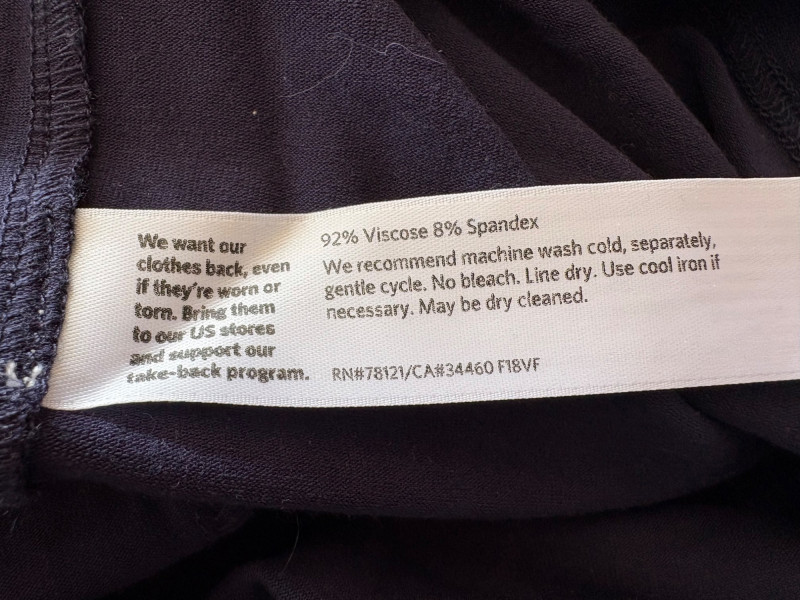 We want our
clothes back, even
if they're worn or
torn. Bring them
to our US stores
and support our
take-back program.
92% Viscose 8% Spandex
We recommend machine wash cold, separately,
gentle cycle. No bleach. Line dry. Use cool iron if
necessary. May be dry cleaned.
RN#78121/CA#34460 F18VF